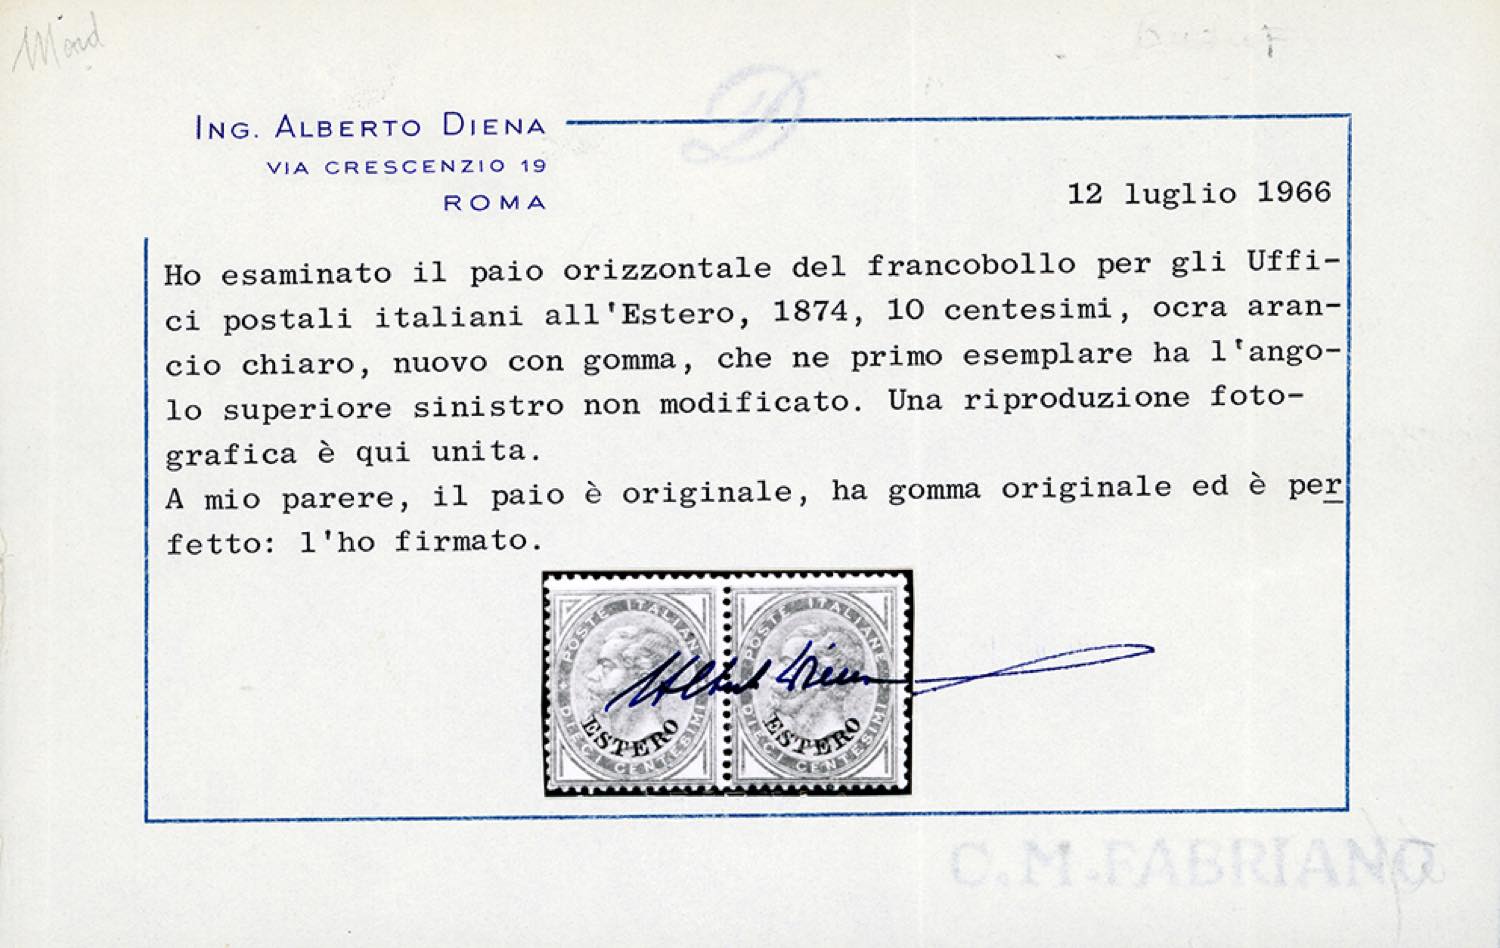 ING. ALBERTO DIENA
VIA CRESCENZIO 19
ROMA
12 luglio 1966
Ho esaminato il paio orizzontale del francobollo per gli Uffi-
ci postali italiani all'Estero, 1874, 10 centesimi, ocra aran-
cio chiaro, nuovo con gomma, che ne primo esemplare ha l'ango-
lo superiore sinistro non modificato. Una riproduzione foto-
grafica è qui unita.
A mio parere, il paio è originale, ha gomma originale ed è per
fetto: l'ho firmato.
POSTE ITALIANE
DIECI CENTESIMI
ESTERO
POSTE ITALIANE
DIECI CENTESIMI
ESTERO
Alberto Diena
C.M.FABRIANO